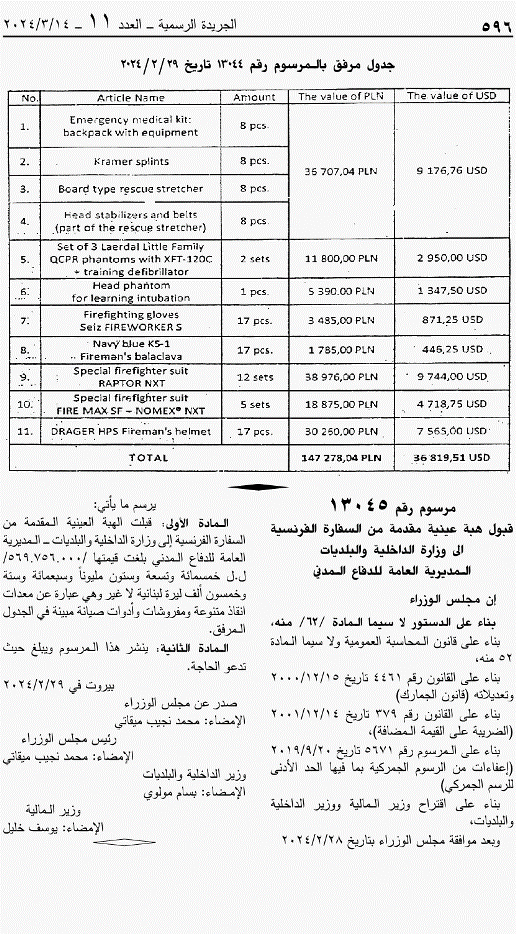 ٥٩٦
الجريدة الرسمية ــ العدد ١١ ــ ٢٠٢٤/٣/١٤
جدول مرفق بالمرسوم رقم ١٣٠٤٤ تاريخ ٢٠٢٤/٢/٢٩
No. Article Name Amount The value of PLN The value of USD
1. Emergency medical kit:
backpack with equipment 8 pcs.
2. Kramer splints 8 pcs.
36 707,04 PLN 9 176,76 USD
3. Board type rescue stretcher 8 pcs.
4. Head stabilizers and belts
(part of the rescue stretcher) 8 pcs.
5. Set of 3 Laerdal Little Family
QCPR phantoms with XFT-120C
+ training defibrillator 2 sets 11 800,00 PLN 2 950,00 USD
6. Head phantom
for learning intubation 1 pcs. 5 390,00 PLN 1 347,50 USD
7. Firefighting gloves
Seiz FIREWORKER S 17 pcs. 3 485,00 PLN 871,25 USD
8. Navy blue KS-1
Fireman's balaclava 17 pcs. 1 785,00 PLN 446,25 USD
9. Special firefighter suit
RAPTOR NXT 12 sets 38 976,00 PLN 9 744,00 USD
10. Special firefighter suit
FIRE MAX SF – NOMEX® NXT 5 sets 18 875,00 PLN 4 718,75 USD
11. DRAGER HPS Fireman's helmet 17 pcs. 30 260,00 PLN 7 565,00 USD
TOTAL 147 278,04 PLN 36 819,51 USD
مرسوم رقم ١٣٠٤٥
قبول هبة عينية مقدمة من السفارة الفرنسية
الى وزارة الداخلية والبلديات
المديرية العامة للدفاع المدني
إن مجلس الوزراء
بناء على الدستور لا سيما المادة /٦٢/ منه،
بناء على قانون المحاسبة العمومية ولا سيما المادة
٥٢ منه،
بناء على القانون رقم ٤٤٦١ تاريخ ٢٠٠٠/١٢/١٥
وتعديلاته (قانون الجمارك)
بناء على القانون رقم ٣٧٩ تاريخ ٢٠٠١/١٢/١٤
(الضريبة على القيمة المضافة)،
بناء على المرسوم رقم ٥٦٧١ تاريخ ٢٠١٩/٩/٢٠
(إعفاءات من الرسوم الجمركية بما فيها الحد الأدنى
للرسم الجمركي)
بناء على اقتراح وزير المالية ووزير الداخلية
والبلديات،
وبعد موافقة مجلس الوزراء بتاريخ ٢٠٢٤/٢/٢٨
يرسم ما يأتي:
المادة الأولى: قبلت الهبة العينية المقدمة من
السفارة الفرنسية إلى وزارة الداخلية والبلديات ــ المديرية
العامة للدفاع المدني بلغت قيمتها /٥٦٩.٧٥٦.٠٠٠/
ل.ل خمسمائة وتسعة وستون مليوناً وسبعمائة وستة
وخمسون ألف ليرة لبنانية لا غير وهي عبارة عن معدات
انقاذ متنوعة ومفروشات وأدوات صيانة مبينة في الجدول
المرفق.
المادة الثانية: ينشر هذا المرسوم ويبلغ حيث
تدعو الحاجة.
بيروت في ٢٠٢٤/٢/٢٩
صدر عن مجلس الوزراء
الإمضاء: محمد نجيب ميقاتي
رئيس مجلس الوزراء
الإمضاء: محمد نجيب ميقاتي
وزير الداخلية والبلديات
الإمضاء: بسام مولوي
وزير المالية
الإمضاء: يوسف خليل